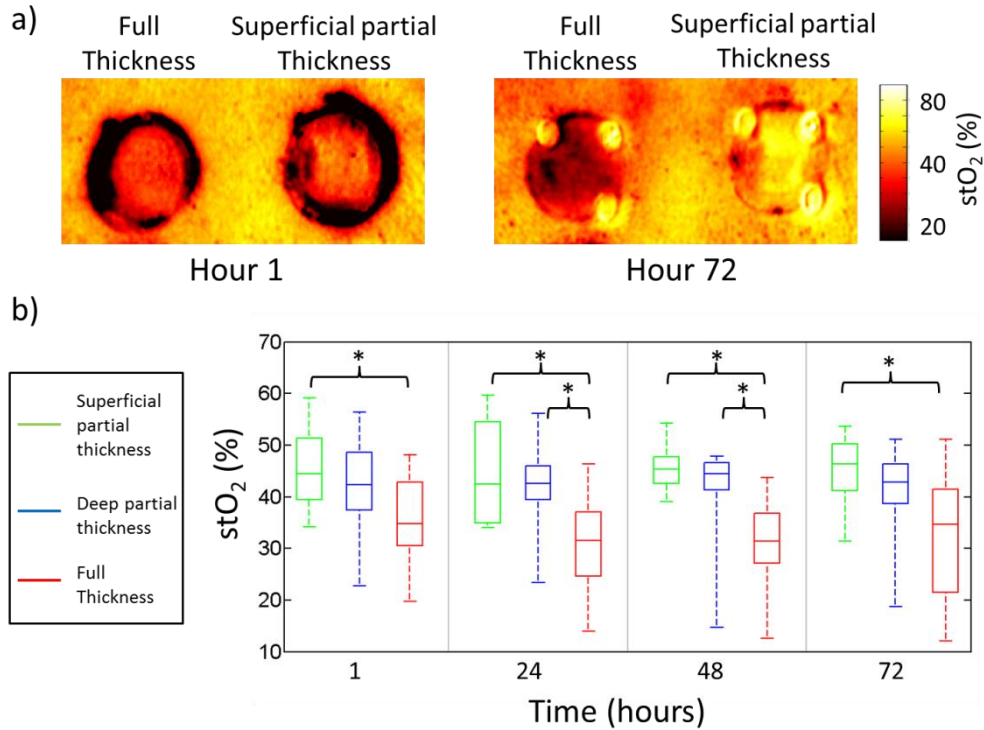 a)
Full
Thickness
Superficial partial
Thickness
Full
Thickness
Superficial partial
Thickness
80
40
20
stO2 (%)
Hour 1
Hour 72
b)
Superficial
partial
thickness
Deep partial
thickness
Full
Thickness
stO2 (%)
70
60
50
40
30
20
10
*
*
*
*
*
*
1
24
48
72
Time (hours)